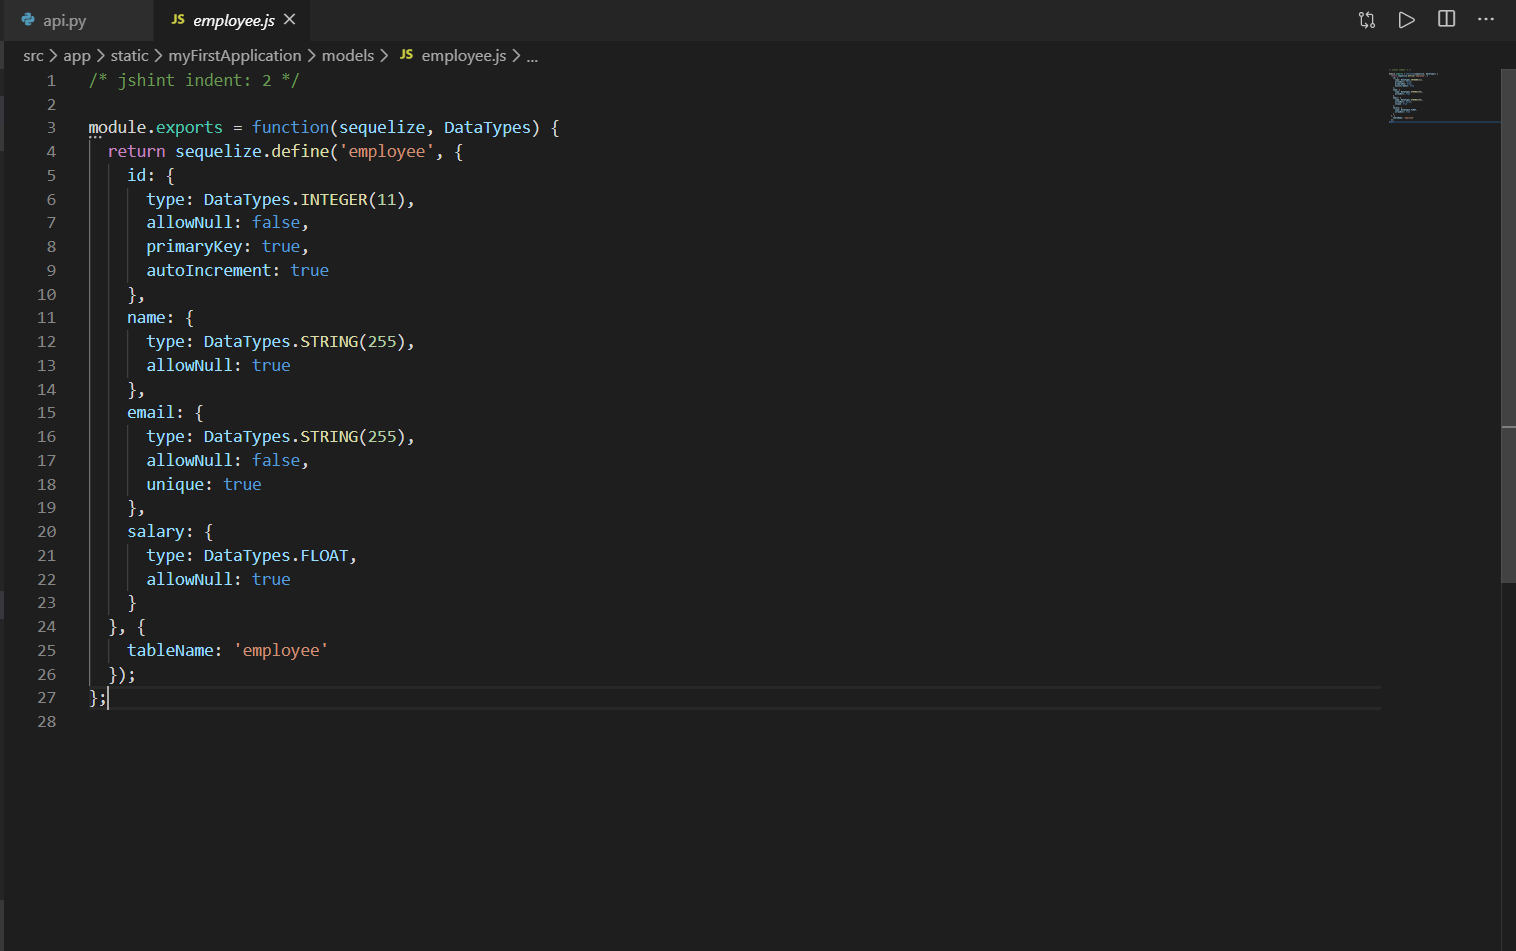 api.py
JS employee.js
src > app > static > myFirstApplication > models > JS employee.js > ...
1 /* jshint indent: 2 */
2
3 module.exports = function(sequelize, DataTypes) {
4   return sequelize.define('employee', {
5     id: {
6       type: DataTypes.INTEGER(11),
7       allowNull: false,
8       primaryKey: true,
9       autoIncrement: true
10     },
11     name: {
12       type: DataTypes.STRING(255),
13       allowNull: true
14     },
15     email: {
16       type: DataTypes.STRING(255),
17       allowNull: false,
18       unique: true
19     },
20     salary: {
21       type: DataTypes.FLOAT,
22       allowNull: true
23     }
24   }, {
25     tableName: 'employee'
26   });
27 };
28